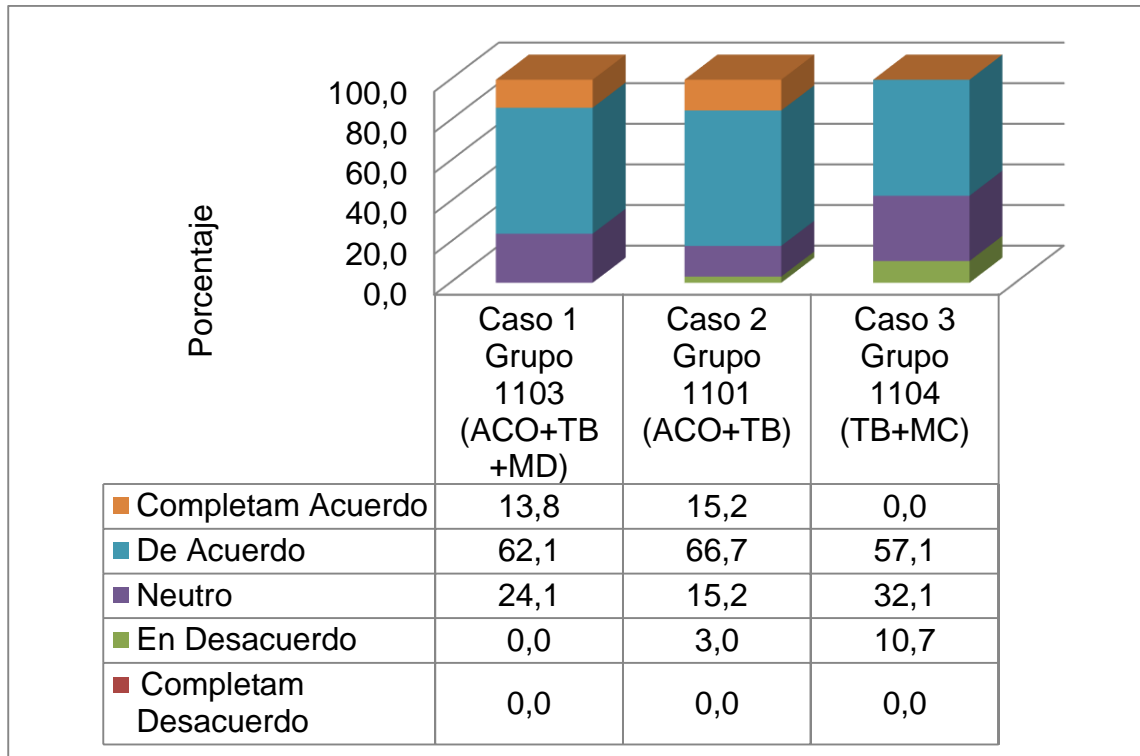 Porcentaje
100,0
80,0
60,0
40,0
20,0
0,0
Caso 1
Grupo
1103
(ACO+TB
+MD)
Caso 2
Grupo
1101
(ACO+TB)
Caso 3
Grupo
1104
(TB+MC)
Completam Acuerdo 13,8 15,2 0,0
De Acuerdo 62,1 66,7 57,1
Neutro 24,1 15,2 32,1
En Desacuerdo 0,0 3,0 10,7
Completam
Desacuerdo 0,0 0,0 0,0